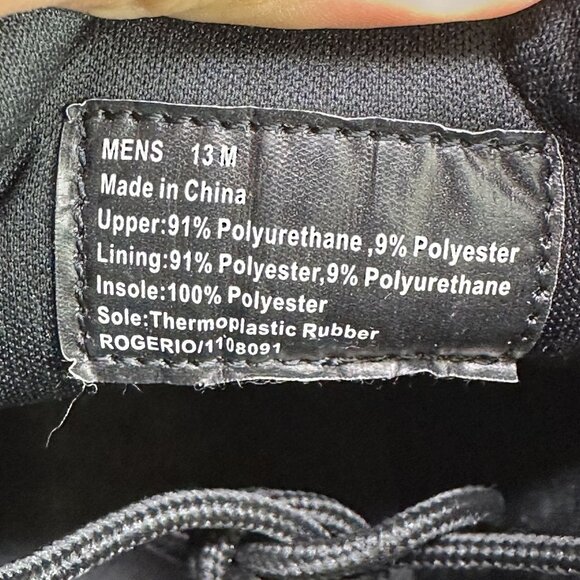 MENS 13 M
Made in China
Upper:91% Polyurethane ,9% Polyester
Lining:91% Polyester,9% Polyurethane
Insole:100% Polyester
Sole:Thermoplastic Rubber
ROGERIO/1108091